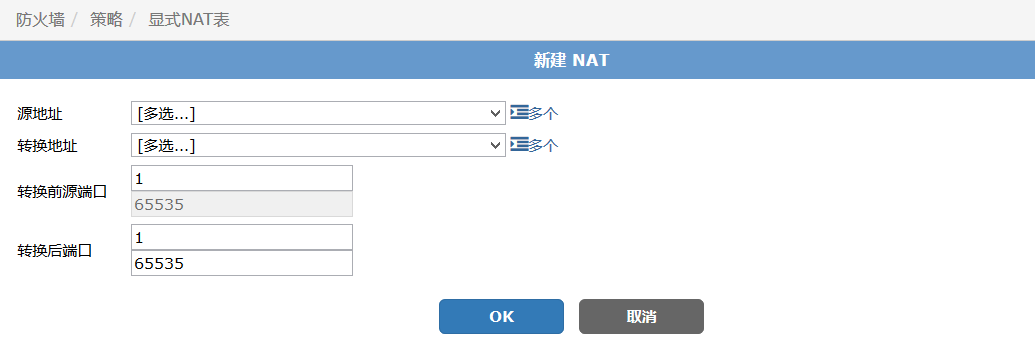 防火墙 / 策略 / 显式NAT表
新建 NAT
源地址 [多选...] 多个
转换地址 [多选...] 多个
转换前源端口 1
65535
转换后端口 1
65535
OK 取消